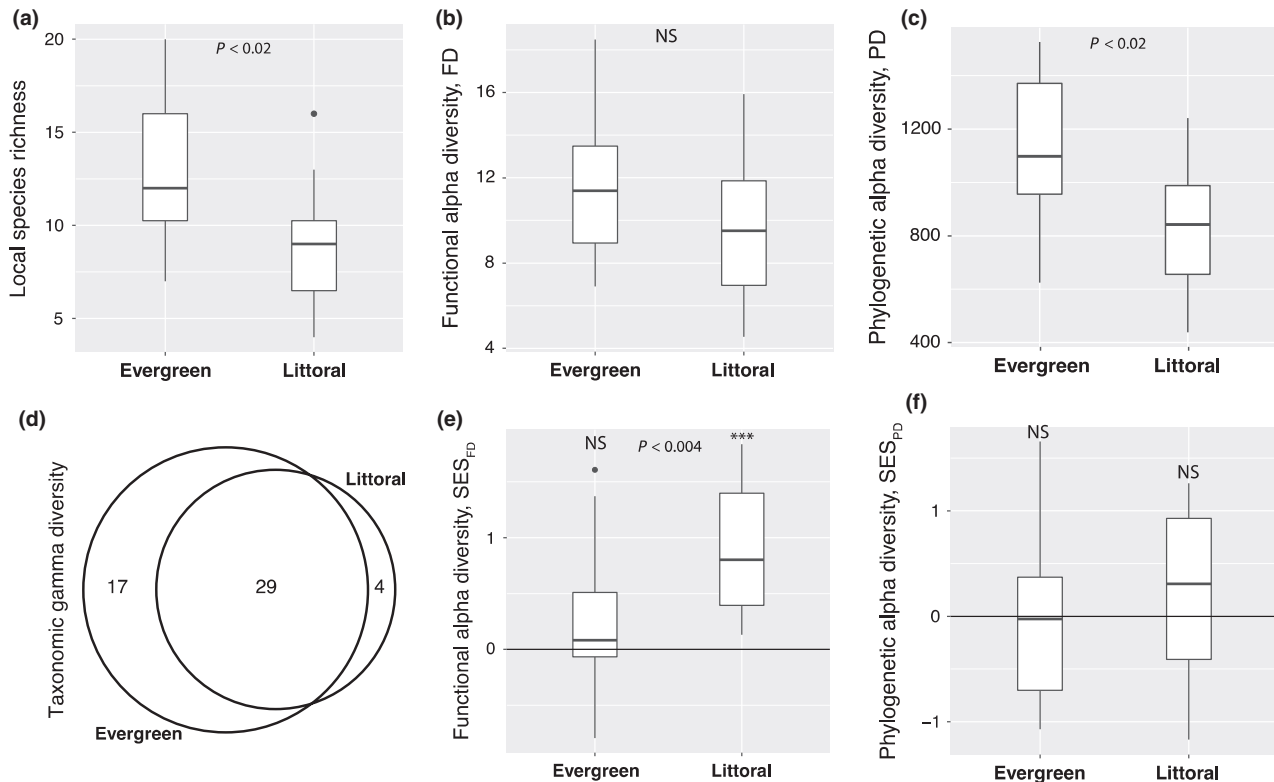 (a)
Local species richness
20
15
10
5
P < 0.02
Evergreen Littoral
(b)
Functional alpha diversity, FD
16
12
8
4
NS
Evergreen Littoral
(c)
Phylogenetic alpha diversity, PD
1200
800
400
P < 0.02
Evergreen Littoral
(d)
Taxonomic gamma diversity
Littoral
17 29 4
Evergreen
(e)
Functional alpha diversity, SES_FD
1
0
NS P < 0.004 ***
Evergreen Littoral
(f)
Phylogenetic alpha diversity, SES_PD
1
0
−1
NS
NS
Evergreen Littoral